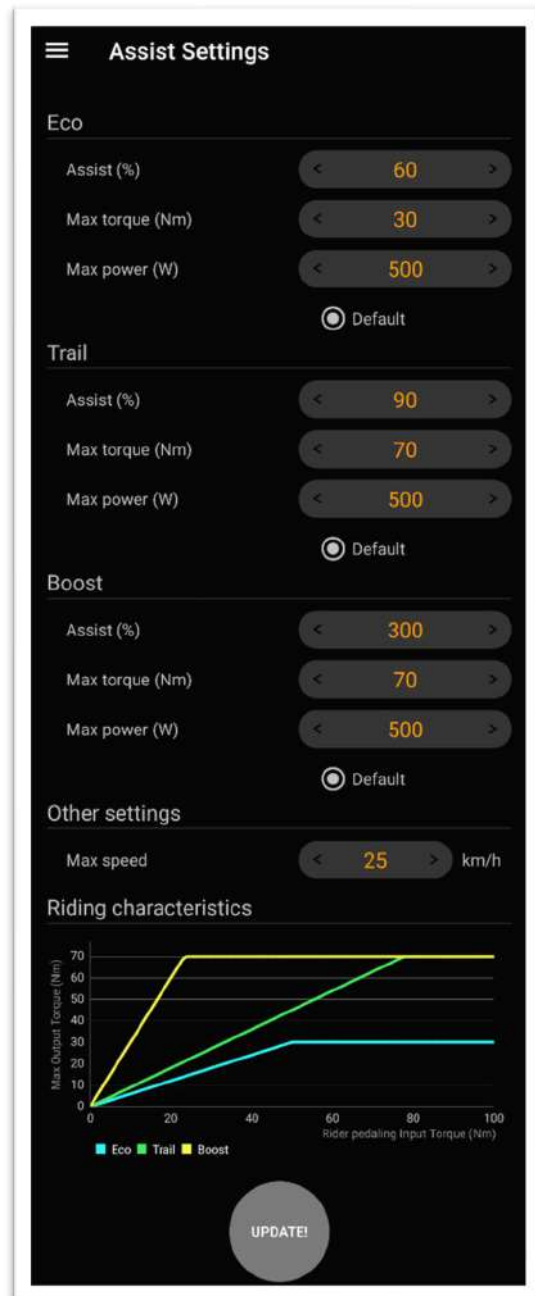 Assist Settings
Eco
Assist (%) < 60 >
Max torque (Nm) < 30 >
Max power (W) < 500 >
Default
Trail
Assist (%) < 90 >
Max torque (Nm) < 70 >
Max power (W) < 500 >
Default
Boost
Assist (%) < 300 >
Max torque (Nm) < 70 >
Max power (W) < 500 >
Default
Other settings
Max speed < 25 > km/h
Riding characteristics
Max Output Torque (Nm)
70
60
50
40
30
20
10
0
0 20 40 60 80 100
Rider pedaling Input Torque (Nm)
Eco Trail Boost
UPDATE!